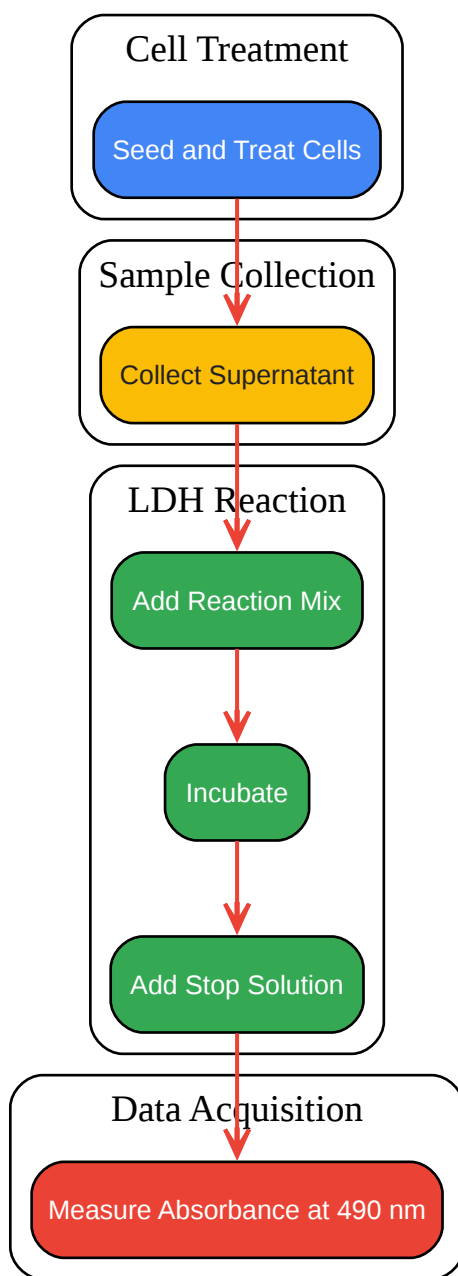 Cell Treatment
Seed and Treat Cells
Sample Collection
Collect Supernatant
LDH Reaction
Add Reaction Mix
Incubate
Add Stop Solution
Data Acquisition
Measure Absorbance at 490 nm